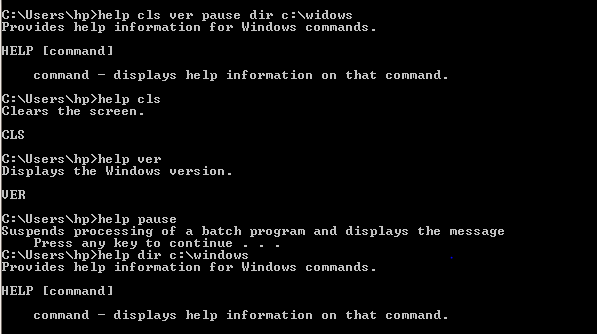 C:\Users\hp>help cls ver pause dir c:\widows
Provides help information for Windows commands.
HELP [command]
command - displays help information on that command.
C:\Users\hp>help cls
Clears the screen.
CLS
C:\Users\hp>help ver
Displays the Windows version.
VER
C:\Users\hp>help pause
Suspends processing of a batch program and displays the message
Press any key to continue . . .
C:\Users\hp>help dir c:\windows
Provides help information for Windows commands.
HELP [command]
command - displays help information on that command.